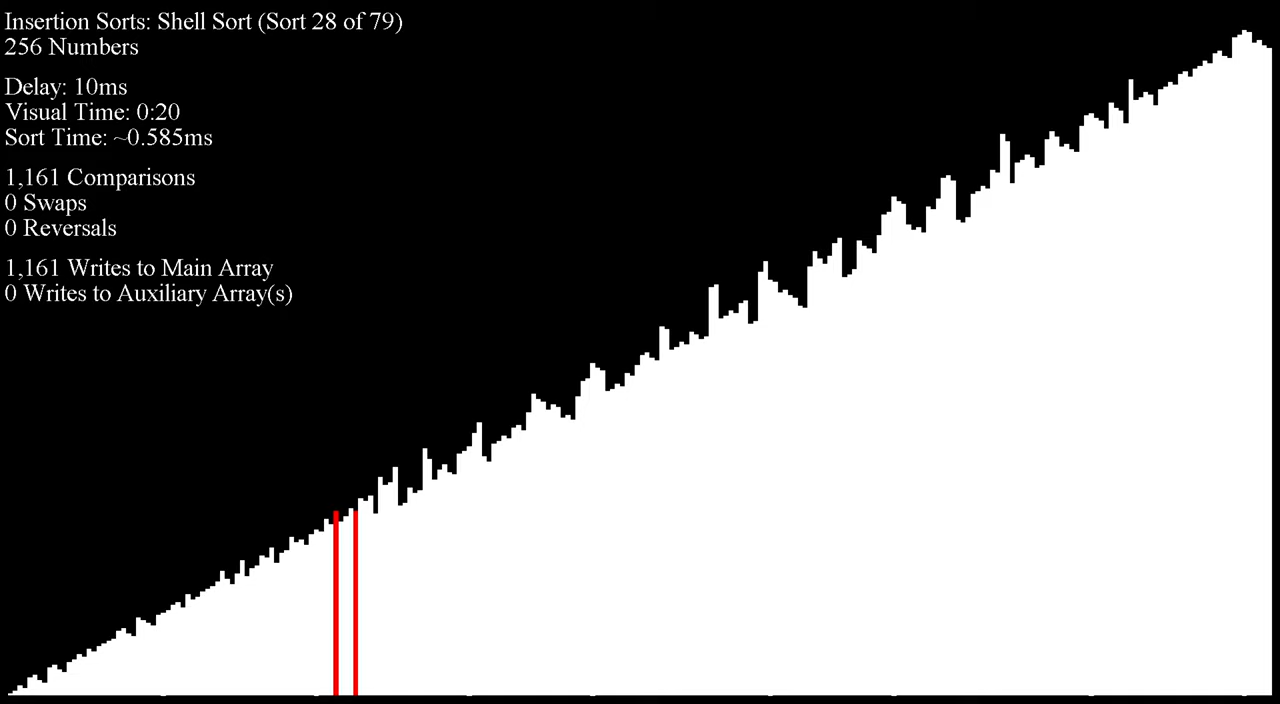 Insertion Sorts: Shell Sort (Sort 28 of 79)
256 Numbers
Delay: 10ms
Visual Time: 0:20
Sort Time: ~0.585ms
1,161 Comparisons
0 Swaps
0 Reversals
1,161 Writes to Main Array
0 Writes to Auxiliary Array(s)